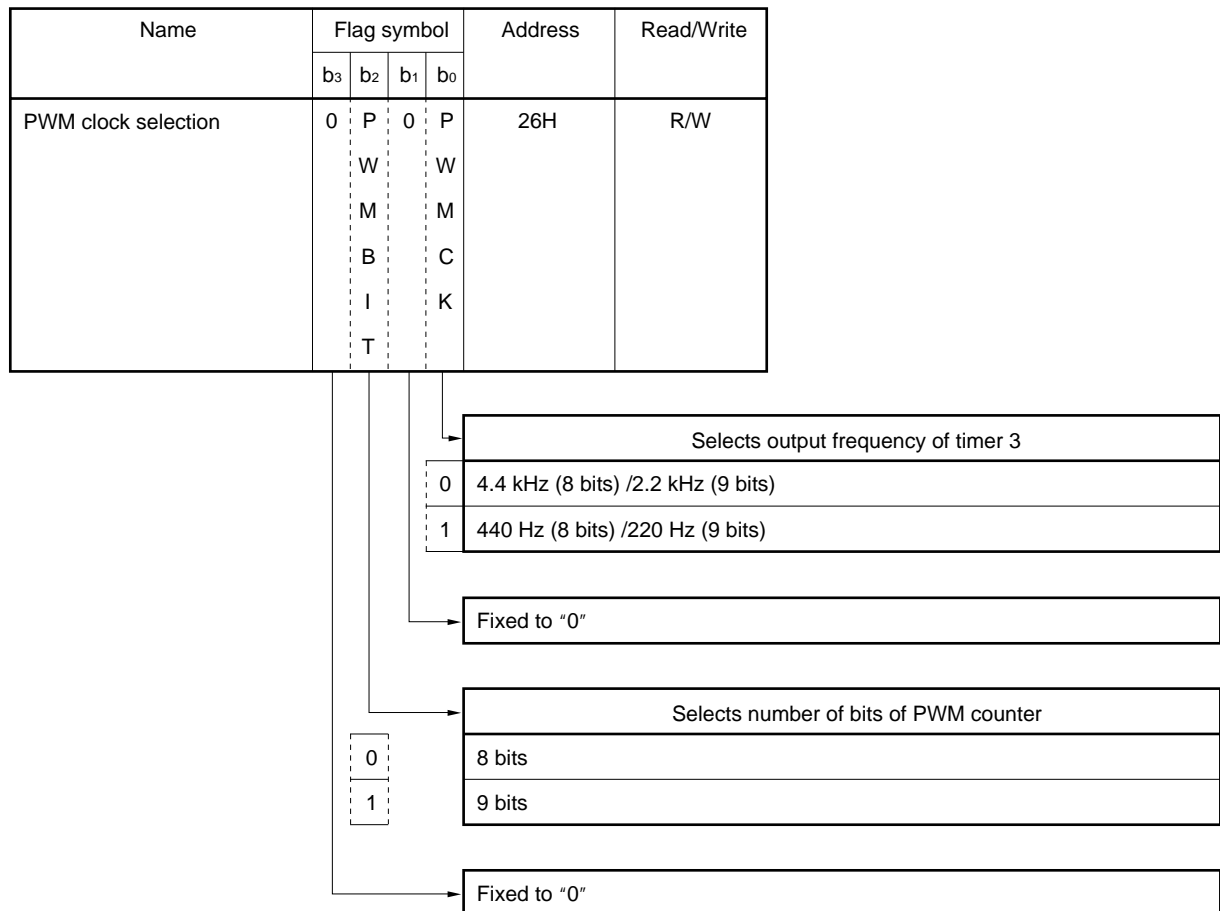 Name Flag symbol Address Read/Write
b3 b2 b1 b0
PWM clock selection 0 P 0 P 26H R/W
W W
M M
B C
I K
T
Selects output frequency of timer 3
0 4.4 kHz (8 bits) /2.2 kHz (9 bits)
1 440 Hz (8 bits) /220 Hz (9 bits)
Fixed to "0"
Selects number of bits of PWM counter
0 8 bits
1 9 bits
Fixed to "0"